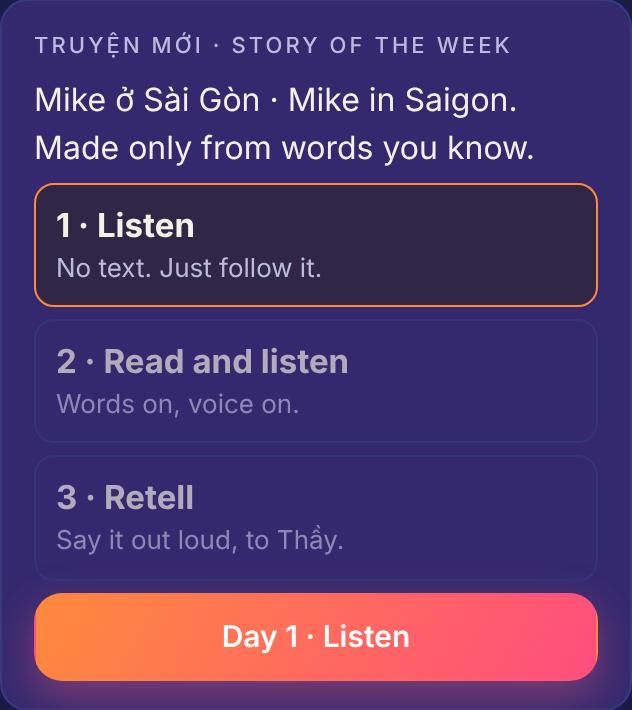 TRUYỆN MỚI · STORY OF THE WEEK
Mike ở Sài Gòn · Mike in Saigon.
Made only from words you know.
1 · Listen
No text. Just follow it.
2 · Read and listen
Words on, voice on.
3 · Retell
Say it out loud, to Thầy.
Day 1 · Listen